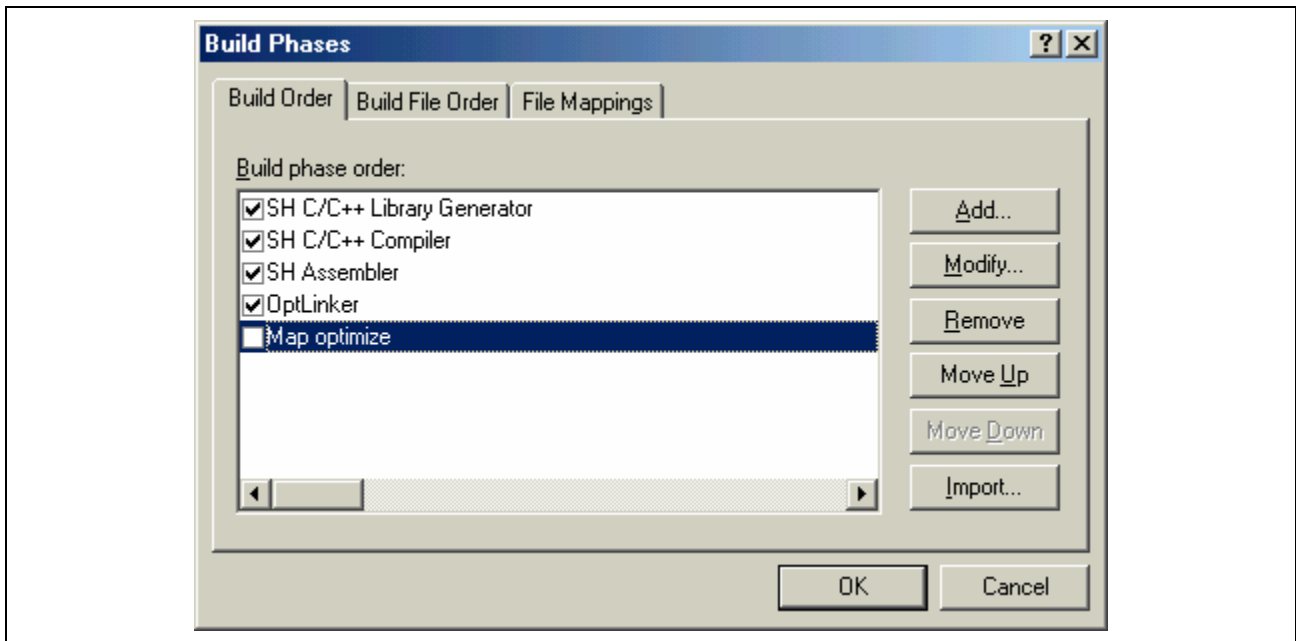 Build Phases
Build Order
Build File Order
File Mappings
Build phase order:
SH C/C++ Library Generator
SH C/C++ Compiler
SH Assembler
OptLinker
Map optimize
Add...
Modify...
Remove
Move Up
Move Down
Import...
OK
Cancel